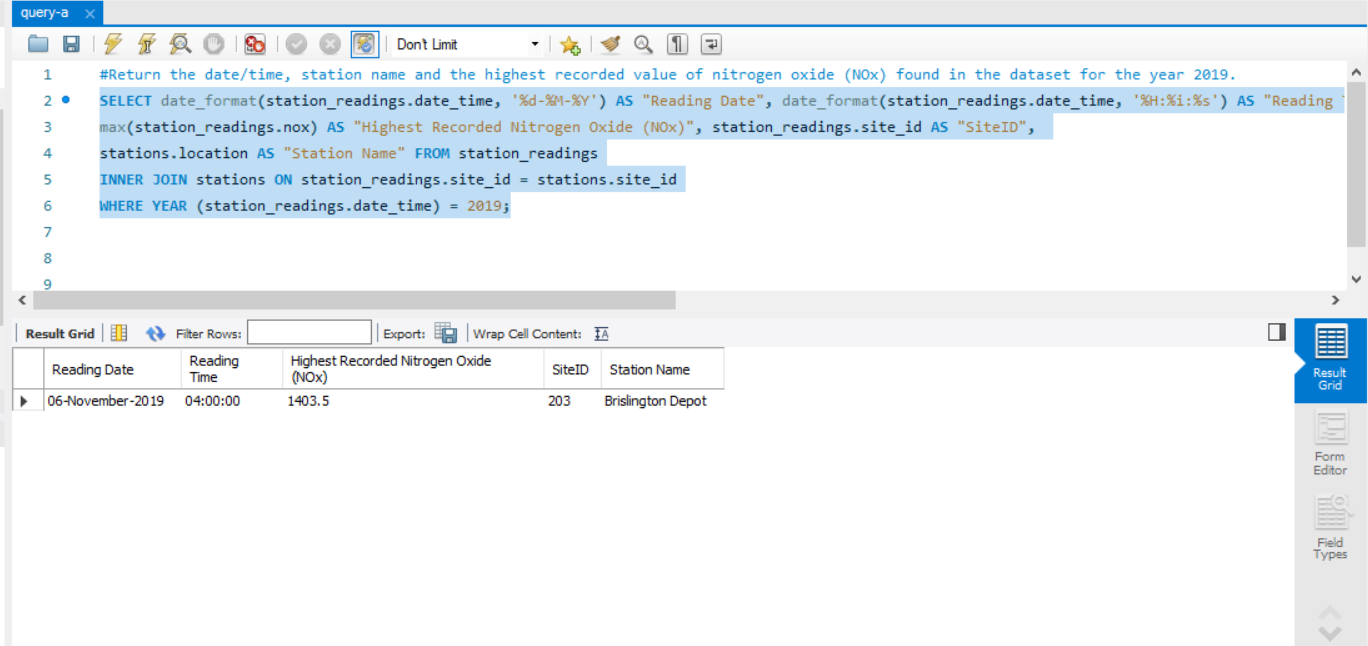 query-a
Don't Limit
1 #Return the date/time, station name and the highest recorded value of nitrogen oxide (NOx) found in the dataset for the year 2019.
2 SELECT date_format(station_readings.date_time, '%d-%M-%Y') AS "Reading Date", date_format(station_readings.date_time, '%H:%i:%s') AS "Reading
3 max(station_readings.nox) AS "Highest Recorded Nitrogen Oxide (NOx)", station_readings.site_id AS "SiteID",
4 stations.location AS "Station Name" FROM station_readings
5 INNER JOIN stations ON station_readings.site_id = stations.site_id
6 WHERE YEAR (station_readings.date_time) = 2019;
7
8
9
Result Grid Filter Rows: Export: Wrap Cell Content: IA
Reading Date Reading Time Highest Recorded Nitrogen Oxide (NOx) SiteID Station Name
06-November-2019 04:00:00 1403.5 203 Brislington Depot
Result
Grid
Form
Editor
Field
Types